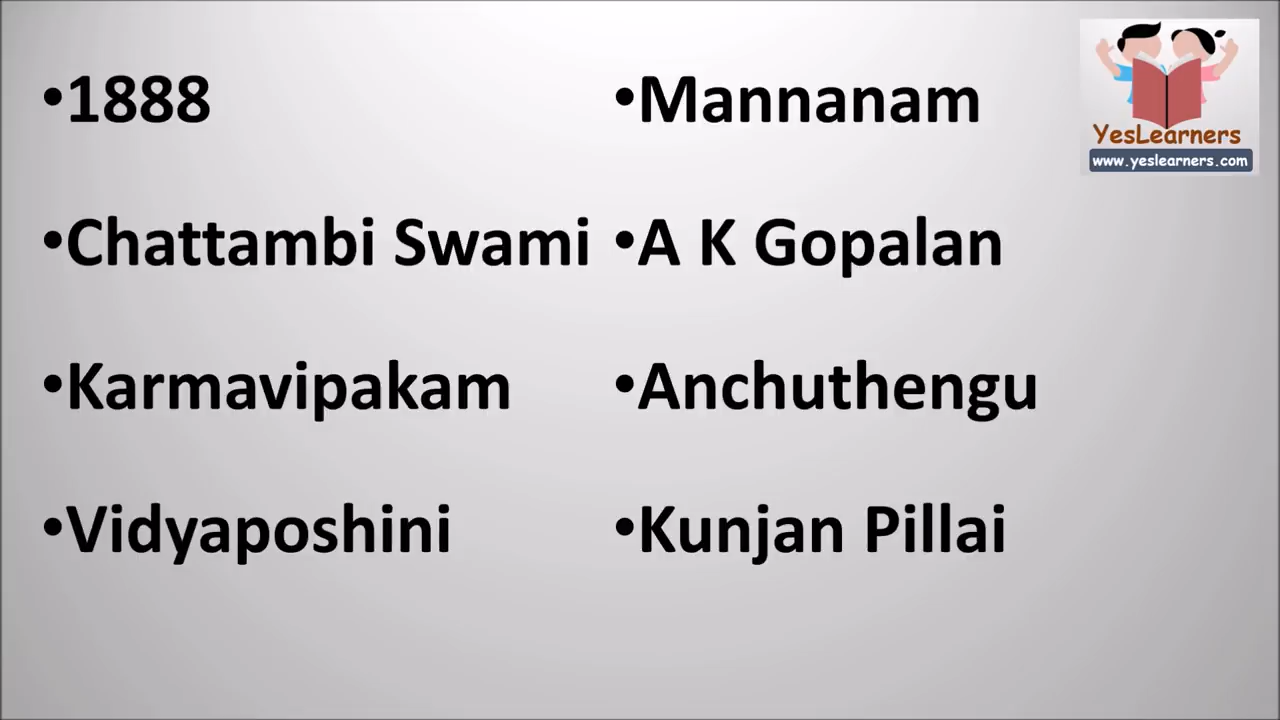 •1888
•Chattambi Swami
•Karmavipakam
•Vidyaposhini
•Mannanam
•A K Gopalan
•Anchuthengu
•Kunjan Pillai
YesLearners
www.yeslearners.com